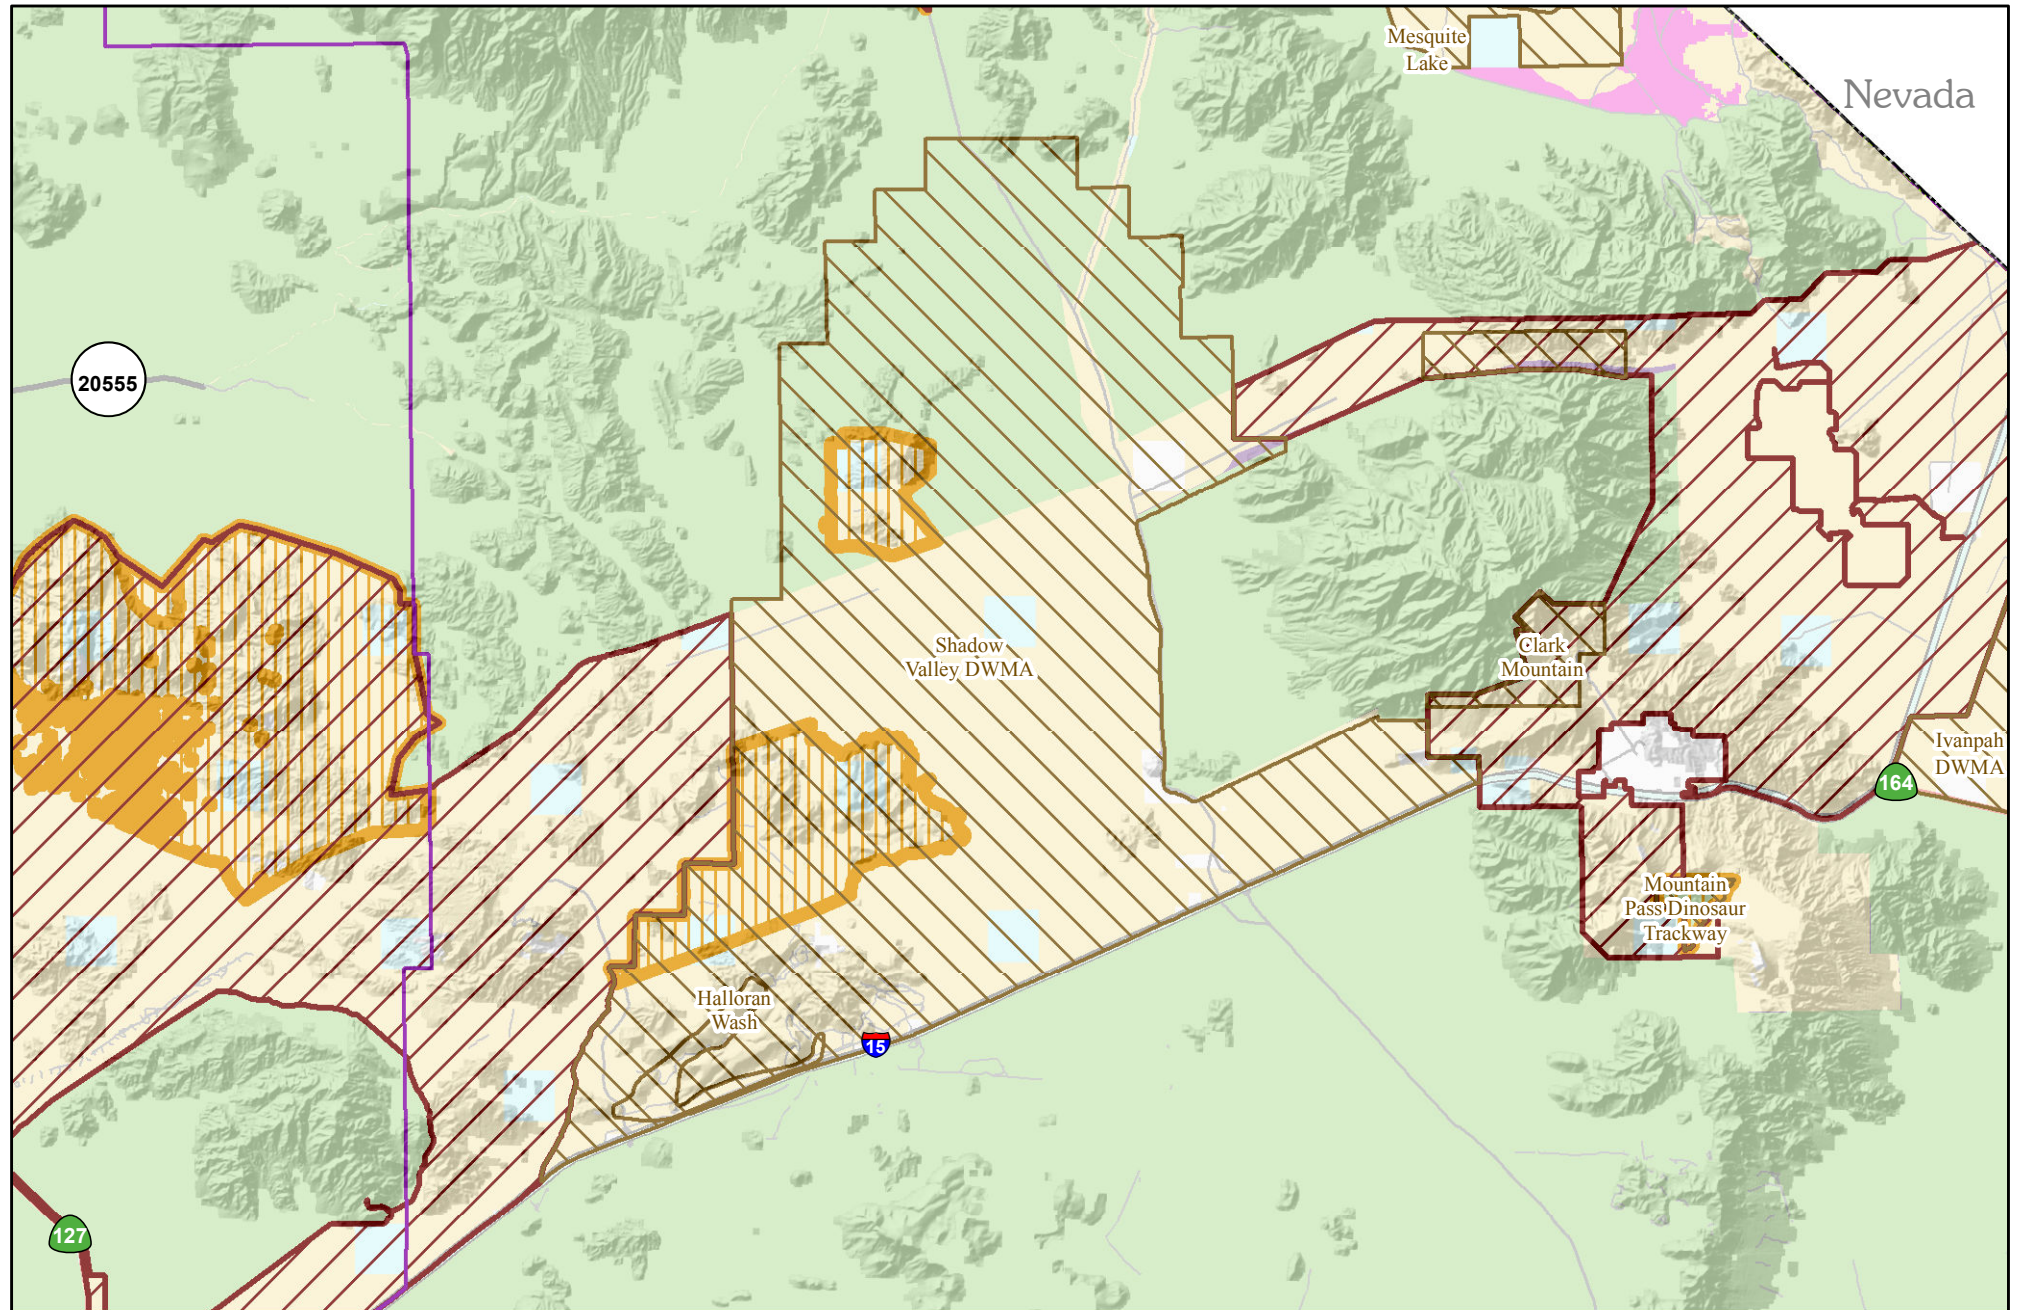 Mesquite
Lake
Nevada
20555
Shadow
Valley DWMA
Clark
Mountain
Ivanpah
DWMA
164
Mountain
Pass Dinosaur
Trackway
Halloran
Wash
15
127